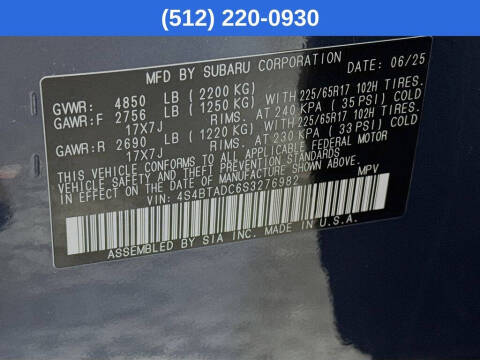 (512) 220-0930
MFD BY SUBARU CORPORATION DATE: 06/25
GVWR: 4850 LB (2200 KG)
GAWR:F 2756 LB (1250 KG) WITH 225/65R17 102H TIRES.
17X7J RIMS. AT 240 KPA (35 PSI) COLD
GAWR:R 2690 LB (1220 KG) WITH 225/65R17 102H TIRES.
17X7J RIMS. AT 230 KPA (33 PSI) COLD
THIS VEHICLE CONFORMS TO ALL APPLICABLE FEDERAL MOTOR
VEHICLE SAFETY AND THEFT PREVENTION STANDARDS
IN EFFECT ON THE DATE OF MANUFACTURE SHOWN ABOVE.
VIN: 4S4BTADC6S3276982 MPV
ASSEMBLED BY SIA INC. MADE IN U.S.A.